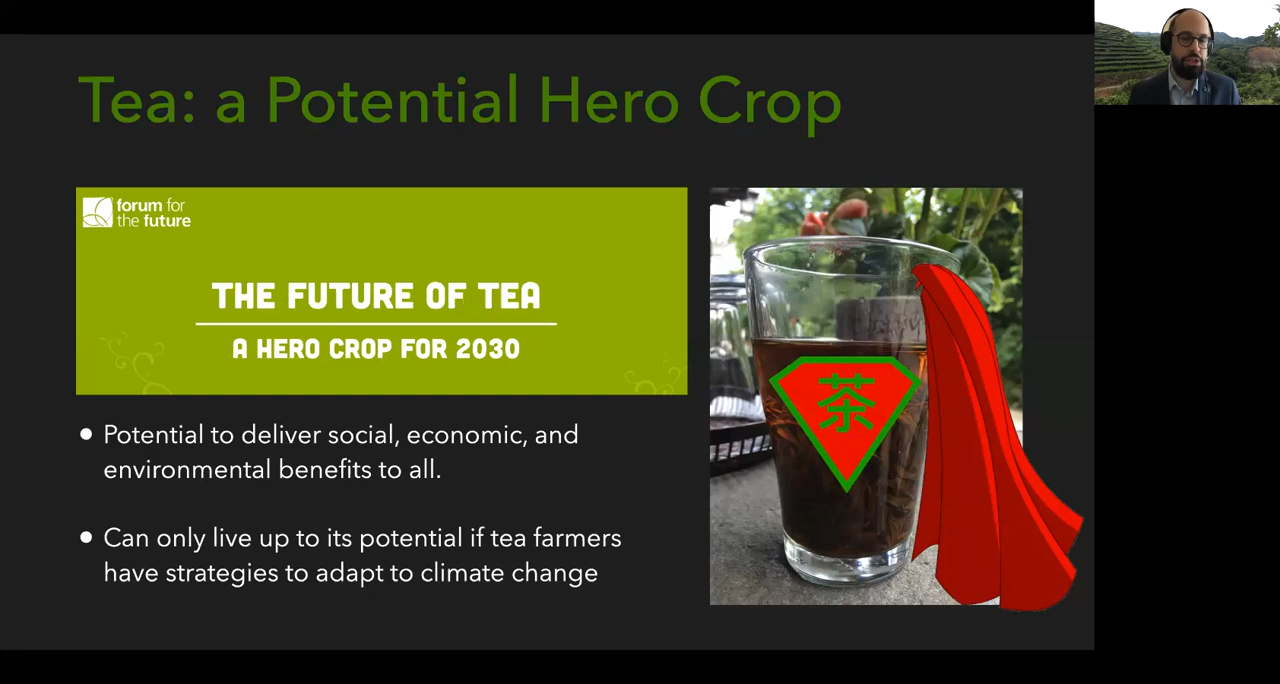 Tea: a Potential Hero Crop
forum for
the future
THE FUTURE OF TEA
A HERO CROP FOR 2030
● Potential to deliver social, economic, and
environmental benefits to all.
● Can only live up to its potential if tea farmers
have strategies to adapt to climate change
茶